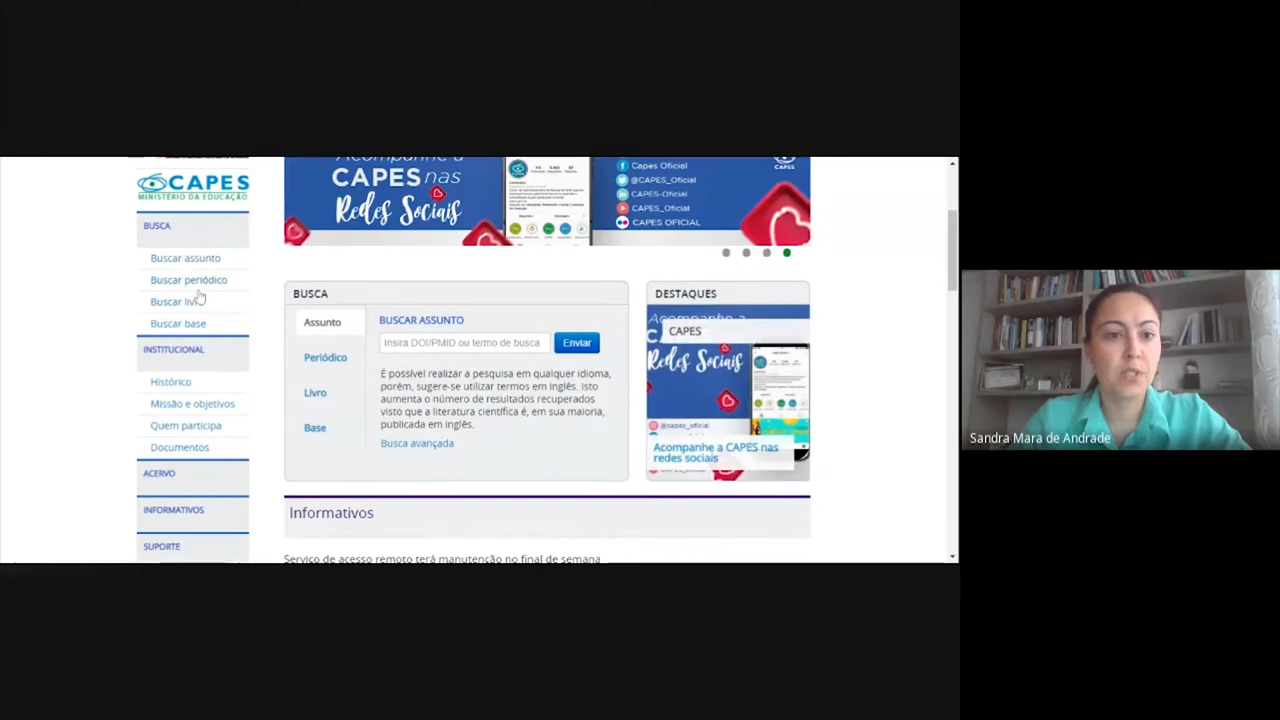 CAPES
MINISTÉRIO DA EDUCAÇÃO
BUSCA
Buscar assunto
Buscar periódico
Buscar
Buscar base
INSTITUCIONAL
Histórico
Missão e objetivos
Quem participa
Documentos
ACERVO
INFORMATIVOS
SUPORTE
Acompanhe a
CAPES nas
Redes Sociais
Capes Oficial
@CAPES_Oficial
CAPES-Oficial
CAPES_Oficial
CAPES OFICIAL
CAPES
BUSCA
Assunto
Periódico
Livro
Base
BUSCAR ASSUNTO
Insira DOI/PMID ou termo de busca
Enviar
É possível realizar a pesquisa em qualquer idioma,
porém, sugere-se utilizar termos em inglês. Isto
aumenta o número de resultados recuperados
visto que a literatura científica é, em sua maioria,
publicada em inglês.
Busca avançada
DESTAQUES
CAPES
Redes Sociais
@capes_oficial
Acompanhe a CAPES nas
redes sociais
Informativos
Serviço de acesso remoto terá manutenção no final de semana
Sandra Mara de Andrade